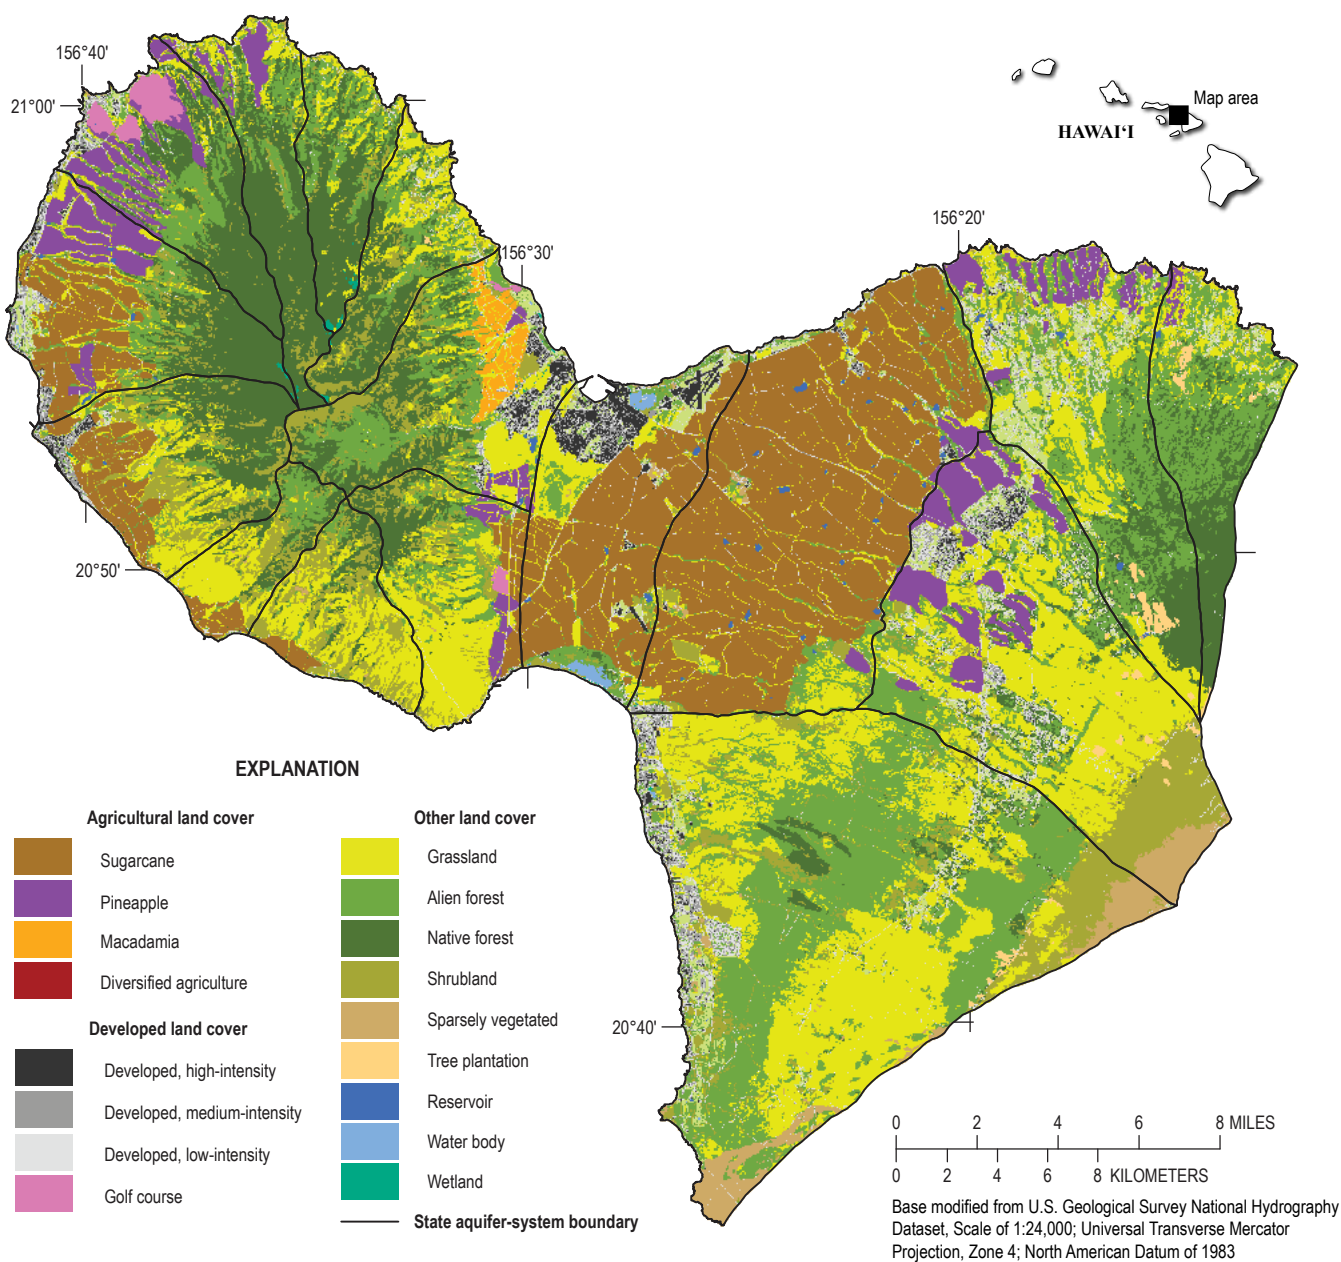 156°40'
21°00'
Map area
HAWAI‘I
156°20'
156°30'
20°50'
EXPLANATION
Agricultural land cover
Sugarcane
Pineapple
Macadamia
Diversified agriculture
Developed land cover
Developed, high-intensity
Developed, medium-intensity
Developed, low-intensity
Golf course
Other land cover
Grassland
Alien forest
Native forest
Shrubland
Sparsely vegetated
Tree plantation
Reservoir
Water body
Wetland
State aquifer-system boundary
20°40'
0 2 4 6 8 MILES
0 2 4 6 8 KILOMETERS
Base modified from U.S. Geological Survey National Hydrography
Dataset, Scale of 1:24,000; Universal Transverse Mercator
Projection, Zone 4; North American Datum of 1983